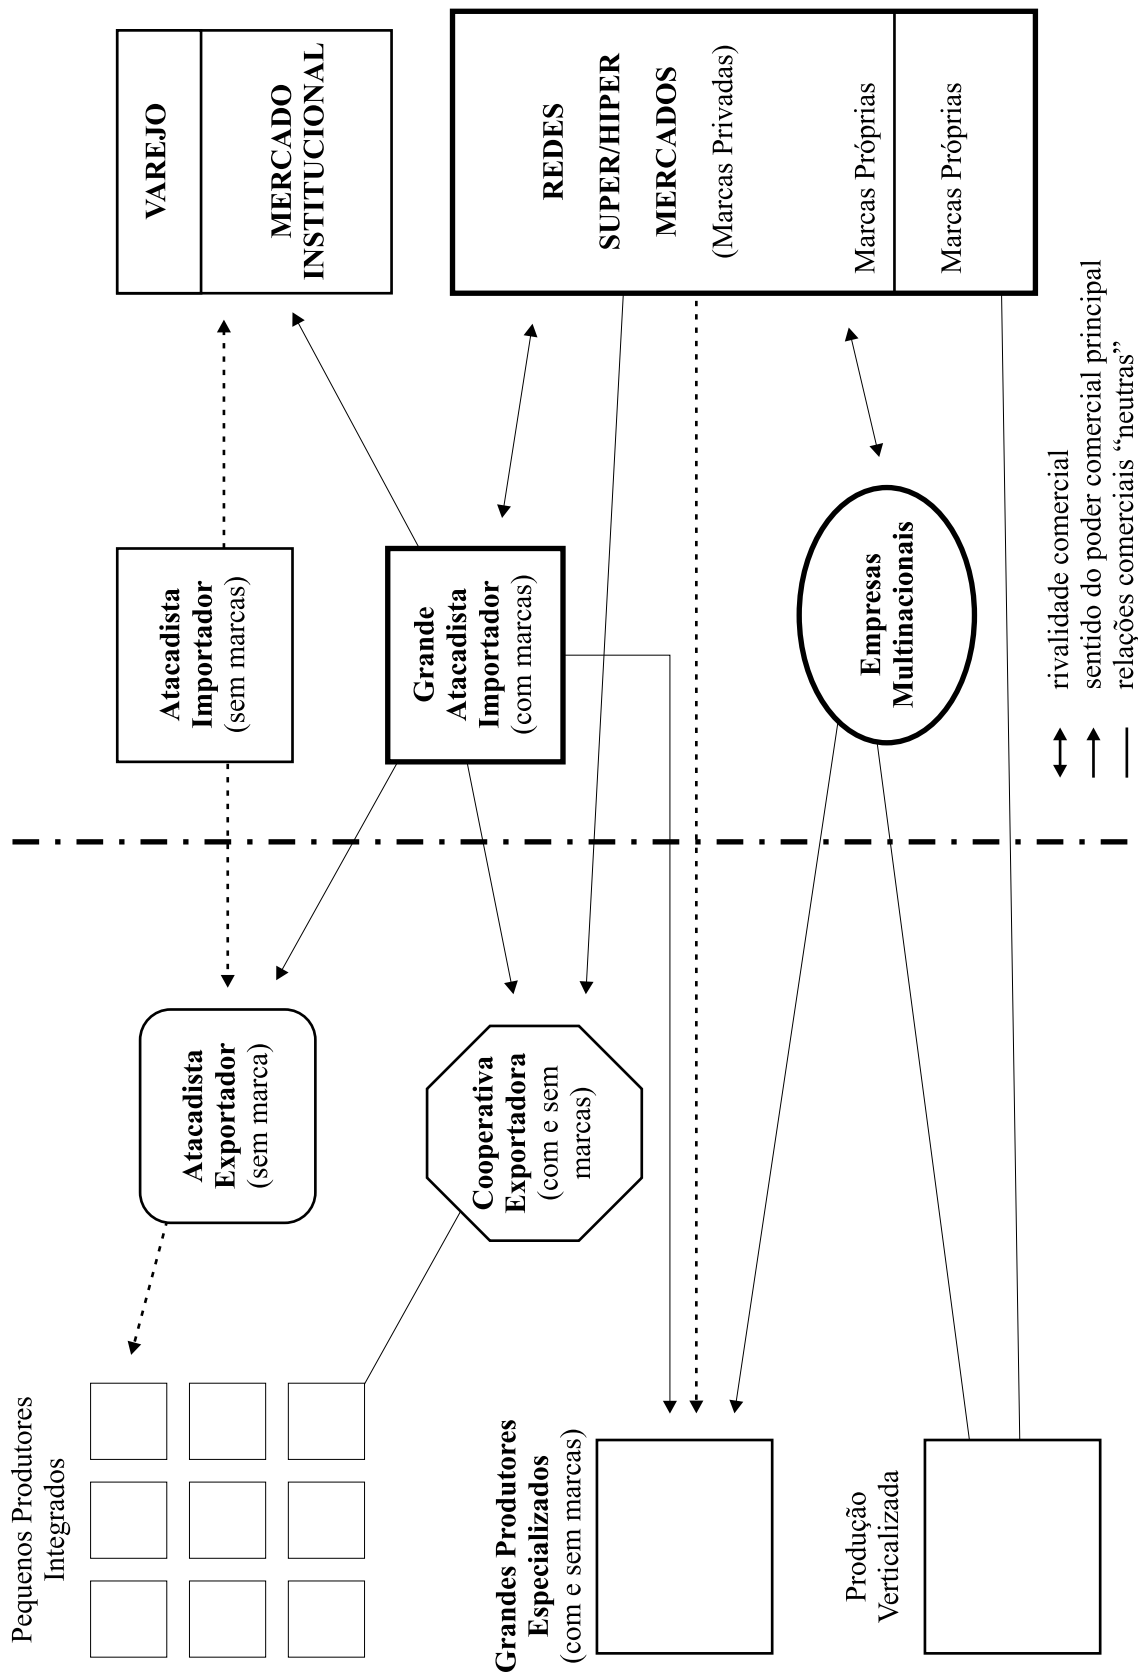 Pequenos Produtores
Integrados
Atacadista
Exportador
(sem marca)
Atacadista
Importador
(sem marcas)
VAREJO
MERCADO
INSTITUCIONAL
Cooperativa
Exportadora
(com e sem
marcas)
Grande
Atacadista
Importador
(com marcas)
REDES
SUPER/HIPER
MERCADOS
(Marcas Privadas)
Marcas Próprias
Marcas Próprias
Grandes Produtores
Especializados
(com e sem marcas)
Empresas
Multinacionais
Produção
Verticalizada
rivalidade comercial
sentido do poder comercial principal
relações comerciais “neutras”